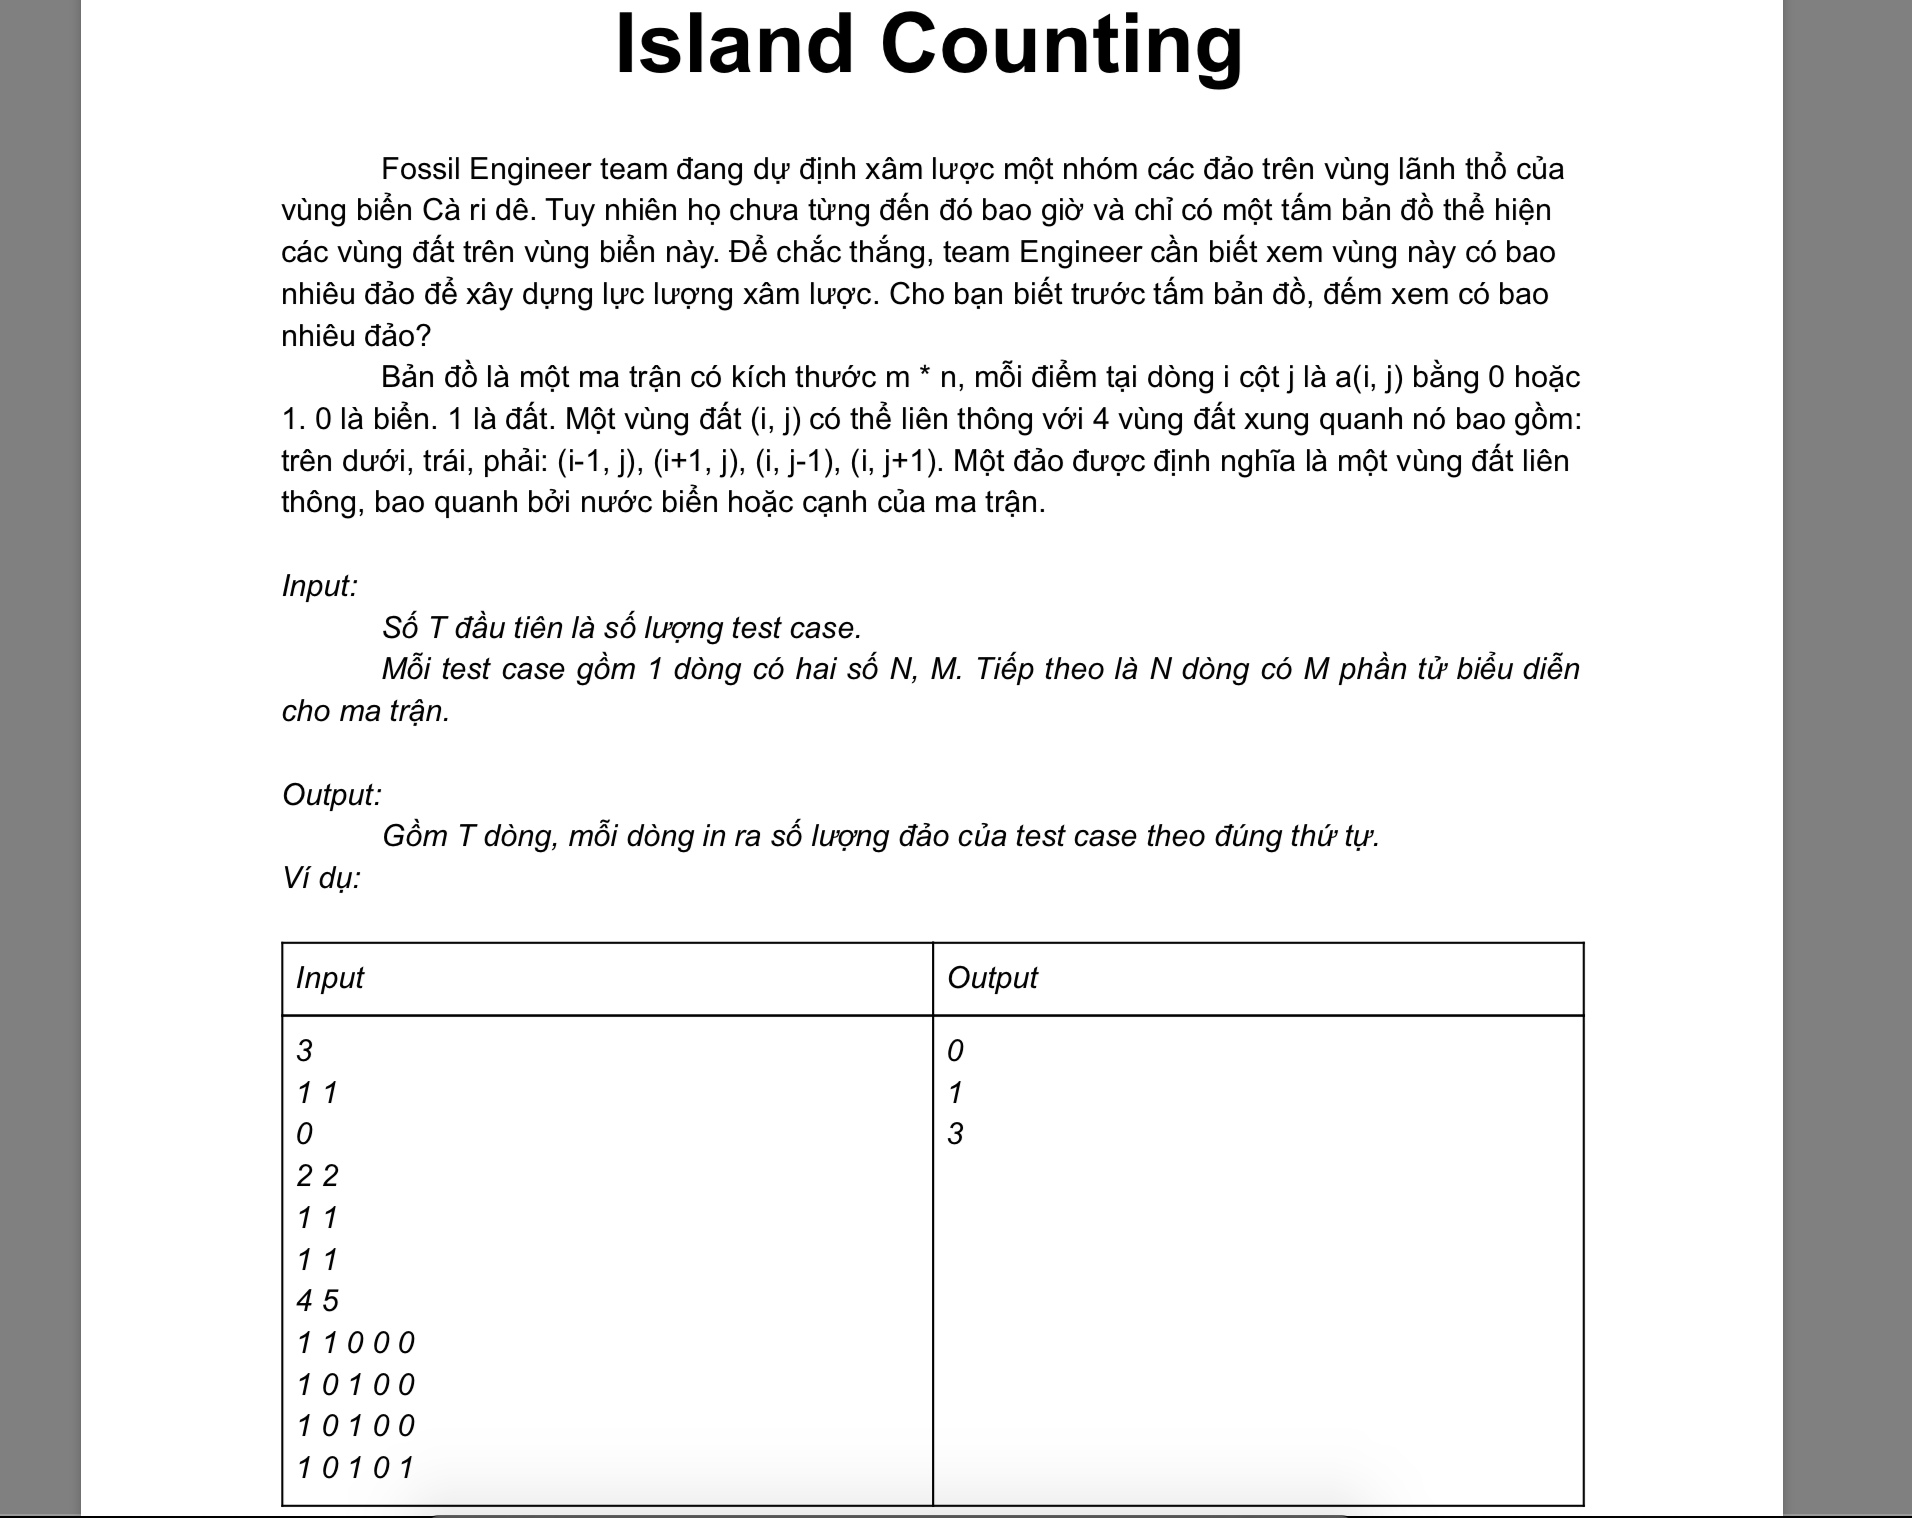 Island Counting
Fossil Engineer team đang dự định xâm lược một nhóm các đảo trên vùng lãnh thổ của
vùng biển Cà ri dê. Tuy nhiên họ chưa từng đến đó bao giờ và chỉ có một tấm bản đồ thể hiện
các vùng đất trên vùng biển này. Để chắc thắng, team Engineer cần biết xem vùng này có bao
nhiêu đảo để xây dựng lực lượng xâm lược. Cho bạn biết trước tấm bản đồ, đếm xem có bao
nhiêu đảo?
Bản đồ là một ma trận có kích thước m * n, mỗi điểm tại dòng i cột j là a(i, j) bằng 0 hoặc
1. 0 là biển. 1 là đất. Một vùng đất (i, j) có thể liên thông với 4 vùng đất xung quanh nó bao gồm:
trên dưới, trái, phải: (i-1, j), (i+1, j), (i, j-1), (i, j+1). Một đảo được định nghĩa là một vùng đất liên
thông, bao quanh bởi nước biển hoặc cạnh của ma trận.
Input:
Số T đầu tiên là số lượng test case.
Mỗi test case gồm 1 dòng có hai số N, M. Tiếp theo là N dòng có M phần tử biểu diễn
cho ma trận.
Output:
Gồm T dòng, mỗi dòng in ra số lượng đảo của test case theo đúng thứ tự.
Ví dụ:
Input
3
1 1
0
2 2
1 1
1 1
4 5
1 1 0 0 0
1 0 1 0 0
1 0 1 0 0
1 0 1 0 1
Output
0
1
3